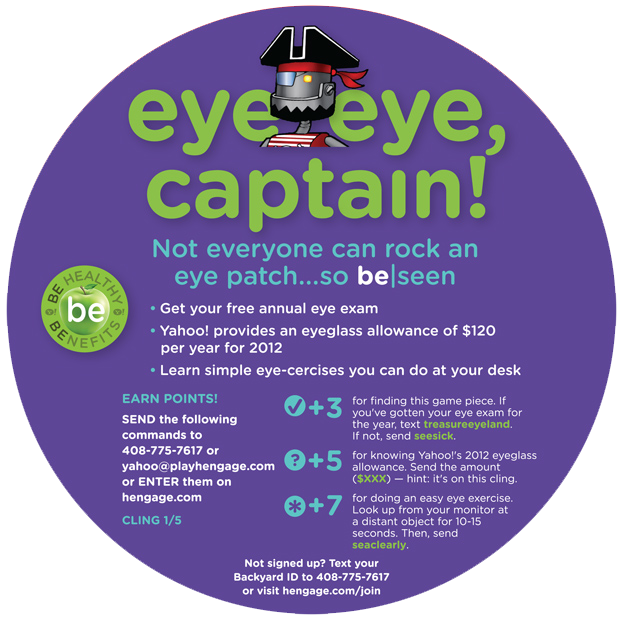 eye eye,
captain!
Not everyone can rock an
eye patch...so be|seen
BE HEALTHY
be
BENEFITS
• Get your free annual eye exam
• Yahoo! provides an eyeglass allowance of $120
per year for 2012
• Learn simple eye-cercises you can do at your desk
EARN POINTS!
SEND the following
commands to
408-775-7617 or
yahoo@playhengage.com
or ENTER them on
hengage.com
CLING 1/5
+3
for finding this game piece. If
you've gotten your eye exam for
the year, text treasureeyeland.
If not, send seesick.
?+5
for knowing Yahoo!'s 2012 eyeglass
allowance. Send the amount
($XXX) — hint: it's on this cling.
*+7
for doing an easy eye exercise.
Look up from your monitor at
a distant object for 10-15
seconds. Then, send
seaclearly.
Not signed up? Text your
Backyard ID to 408-775-7617
or visit hengage.com/join